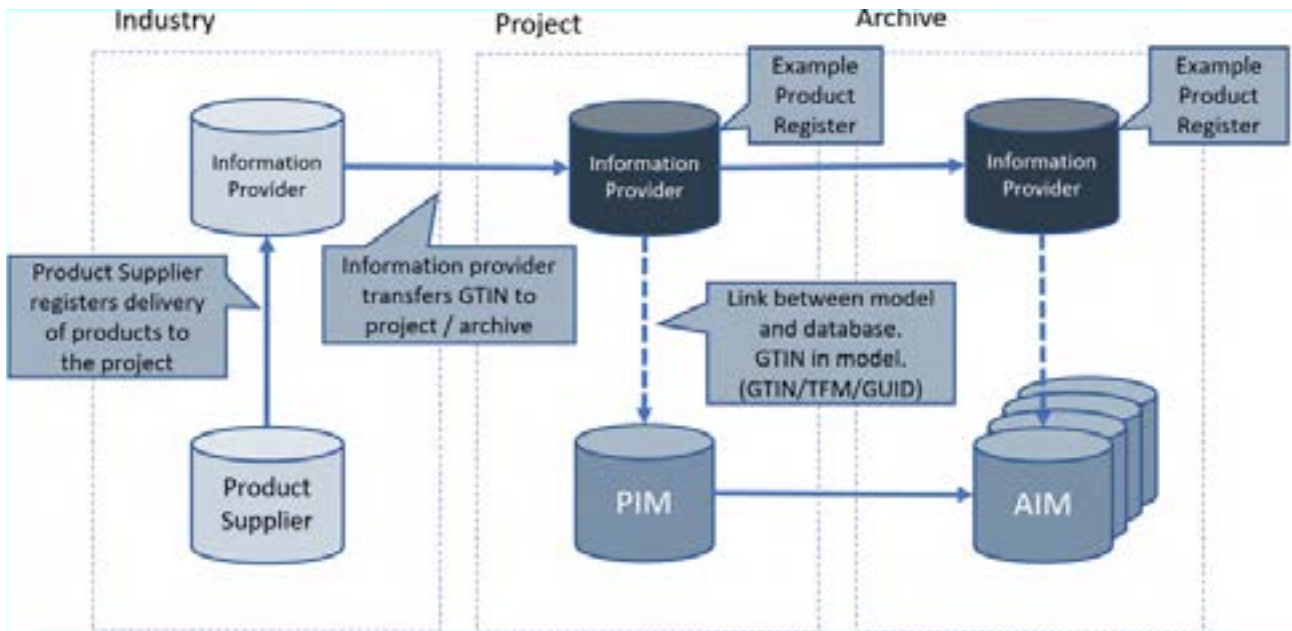 Industry
Project
Archive
Example
Product
Register
Example
Product
Register
Information
Provider
Information
Provider
Information
Provider
Product Supplier
registers delivery
of products to
the project
Information provider
transfers GTIN to
project / archive
Link between model
and database.
GTIN in model.
(GTIN/TFM/GUID)
Product
Supplier
PIM
AIM